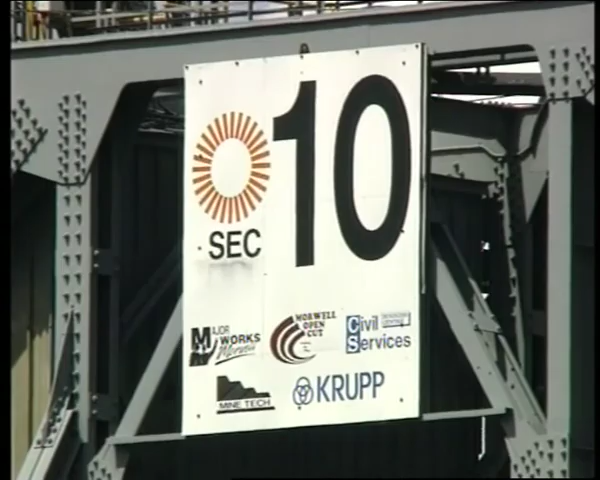 10
SEC
MAJOR WORKS
MORWELL OPEN CUT
Civil Services
MINE TECH
KRUPP